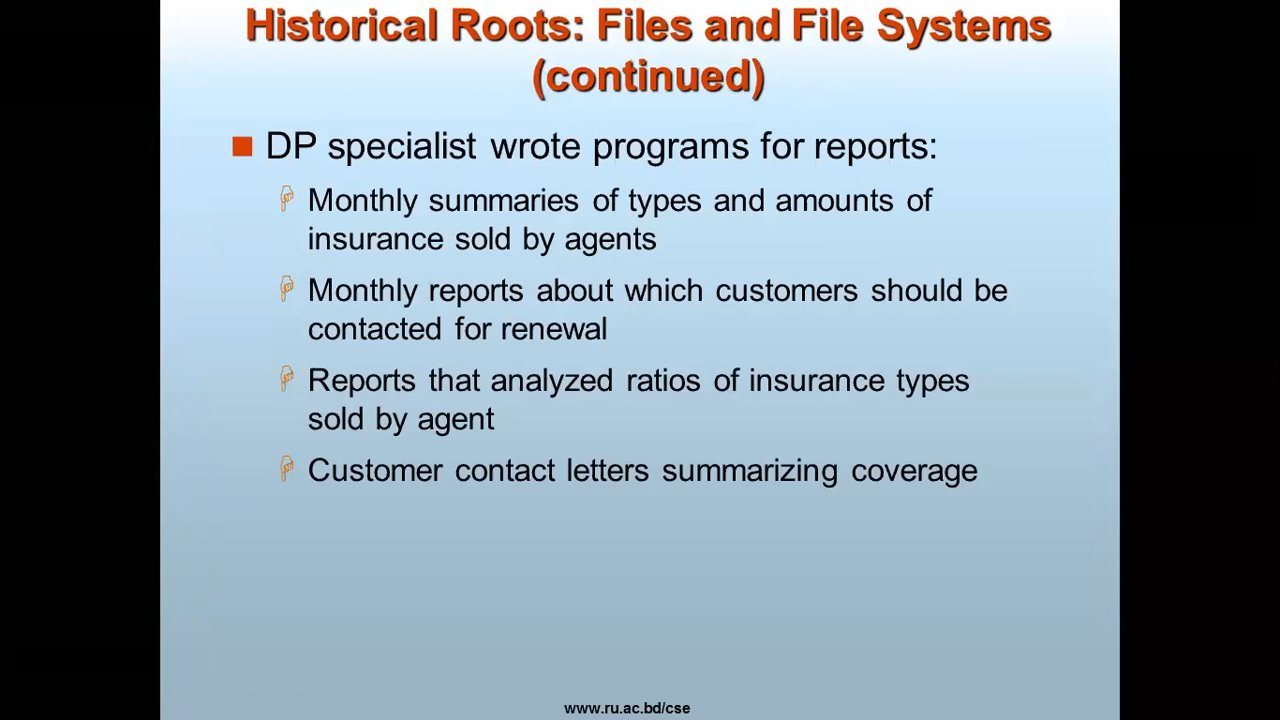 Historical Roots: Files and File Systems
(continued)
DP specialist wrote programs for reports:
Monthly summaries of types and amounts of
insurance sold by agents
Monthly reports about which customers should be
contacted for renewal
Reports that analyzed ratios of insurance types
sold by agent
Customer contact letters summarizing coverage
www.ru.ac.bd/cse